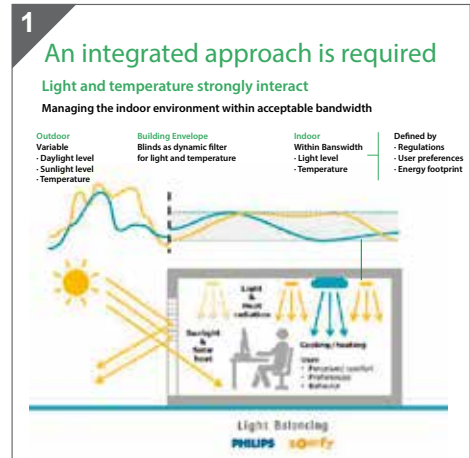 1
An integrated approach is required
Light and temperature strongly interact
Managing the indoor environment within acceptable bandwidth
Outdoor
Variable
· Daylight level
· Sunlight level
· Temperature
Building Envelope
Blinds as dynamic filter
for light and temperature
Indoor
Within Banswidth
· Light level
· Temperature
Defined by
· Regulations
· User preferences
· Energy footprint
Light
&
Heat
radiation
Sunlight
&
Solar
heat
Cooling/heating
User
• Perceived comfort
• Preferences
• Behavior
Light Balancing
PHILIPS somfy